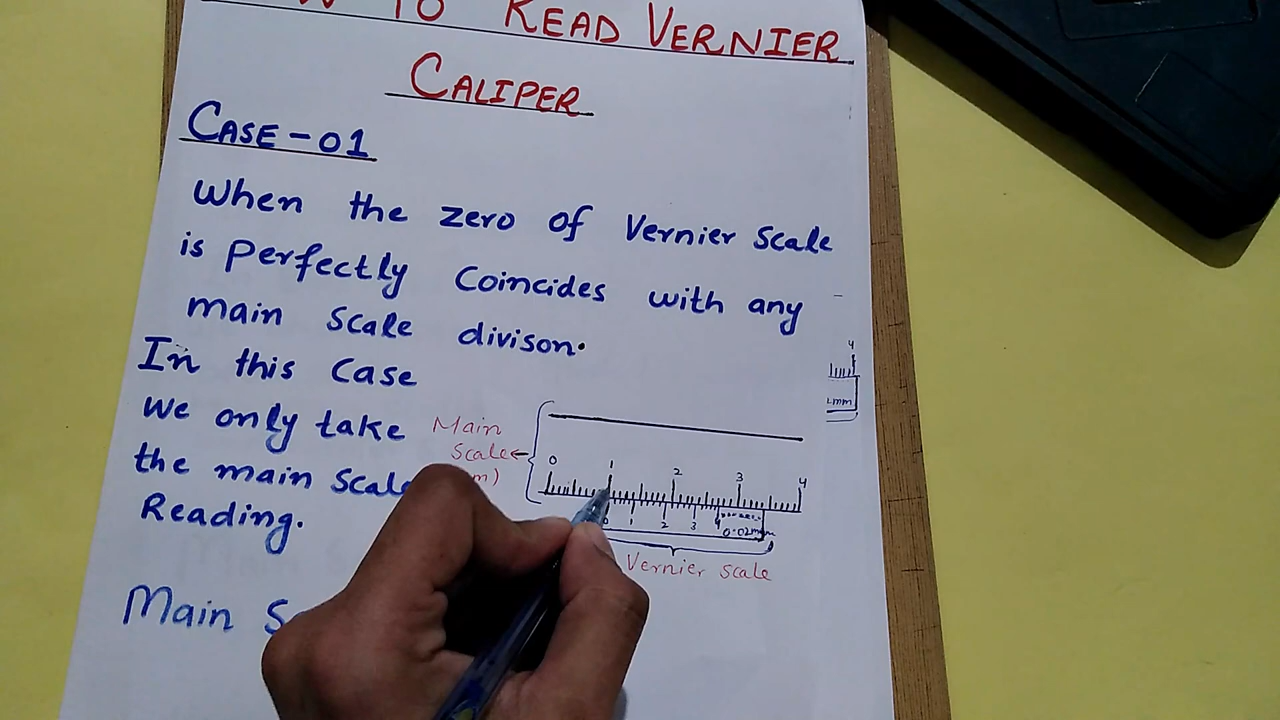 TO READ VERNIER
CALIPER
CASE-01
When the zero of Vernier Scale
is Perfectly Coincides with any
main Scale divison.
In this Case
we only take
the main Scale
Reading.
Main
Scale
m)
0 1 2 3 4
1 2 3 4 0.02mm
Vernier Scale
4
Main S